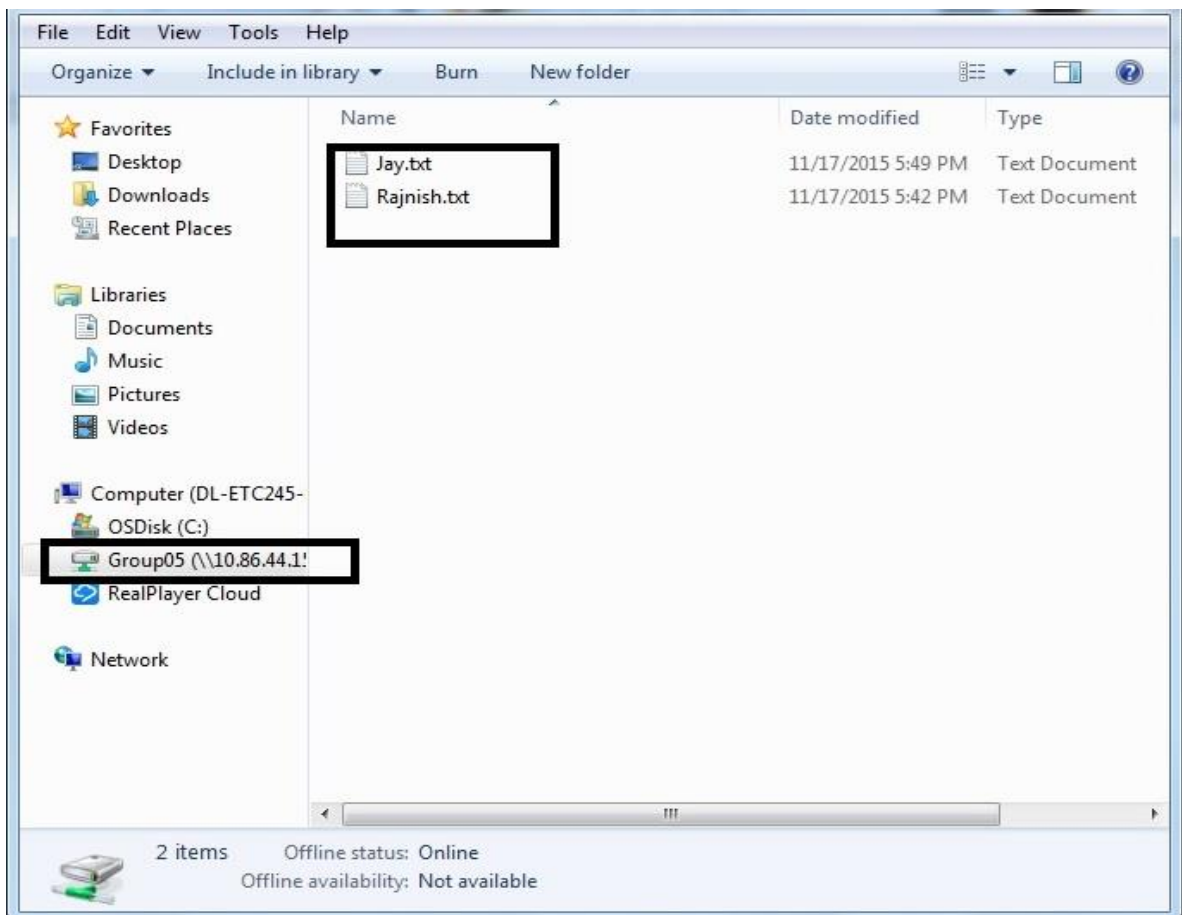 File Edit View Tools Help
Organize Include in library Burn New folder
Favorites
Desktop
Downloads
Recent Places
Libraries
Documents
Music
Pictures
Videos
Computer (DL-ETC245-
OSDisk (C:)
Group05 (\\10.86.44.1
RealPlayer Cloud
Network
Name Date modified Type
Jay.txt 11/17/2015 5:49 PM Text Document
Rajnish.txt 11/17/2015 5:42 PM Text Document
2 items Offline status: Online
Offline availability: Not available